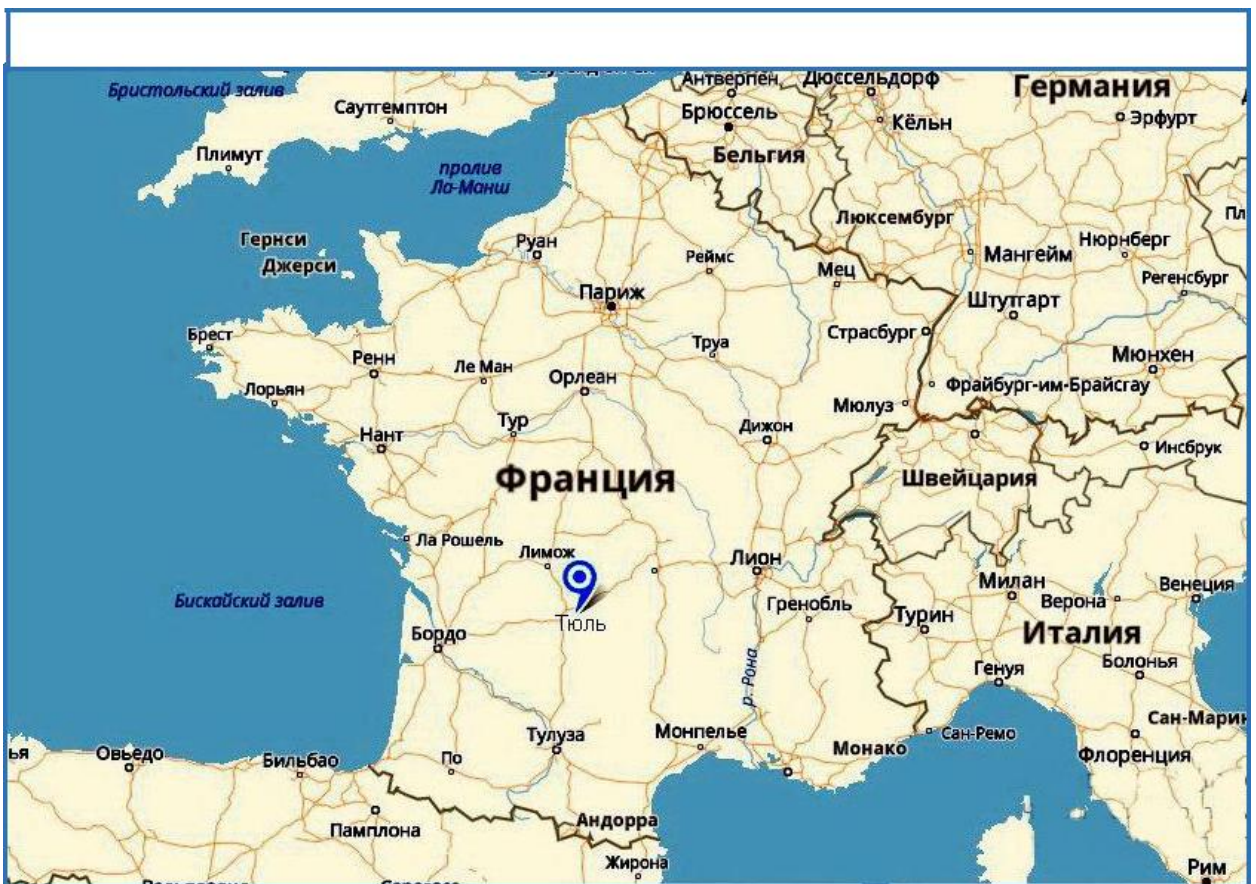 Антверпен
Дюссельдорф
Германия
Бристольский залив
Саутгемптон
Брюссель
Кёльн
Эрфурт
Плимут
Бельгия
пролив
Ла-Манш
Люксембург
Гернси
Джерси
Руан
Реймс
Мец
Мангейм
Нюрнберг
Регенсбург
Париж
Штутгарт
Брест
Ренн
Ле Ман
Труа
Страсбург
Мюнхен
Лорьян
Орлеан
Фрайбург-им-Брайсгау
Мюлуз
Нант
Тур
Дижон
Инсбрук
Франция
Швейцария
Ла Рошель
Лимож
Лион
Милан
Верона
Венеция
Бискайский залив
Тюль
Гренобль
Турин
Италия
Бордо
р. Рона
Генуя
Болонья
Овьедо
Бильбао
По
Тулуза
Монпелье
Монако
Сан-Ремо
Сан-Марин
Флоренция
Памплона
Андорра
Жирона
Рим